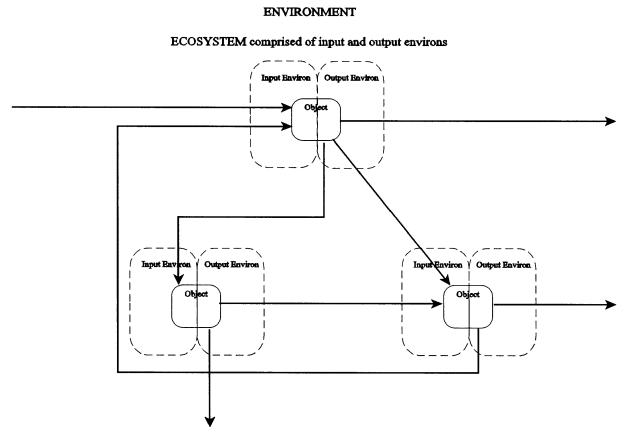 ENVIRONMENT
ECOSYSTEM comprised of input and output environs
Input Environ Output Environ
Object
Input Environ Output Environ
Object
Input Environ Output Environ
Object